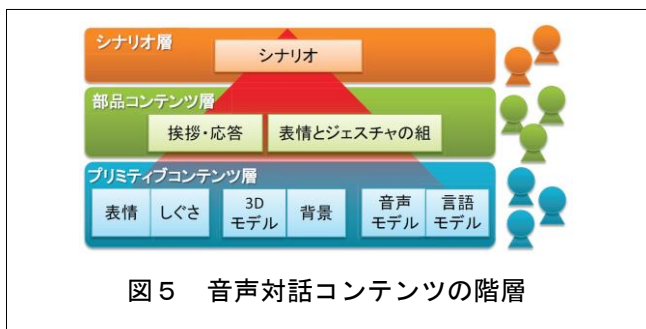 シナリオ層
シナリオ
部品コンテンツ層
挨拶・応答
表情とジェスチャの組
プリミティブコンテンツ層
表情
しぐさ
3D
モデル
背景
音声
モデル
言語
モデル
図5 音声対話コンテンツの階層